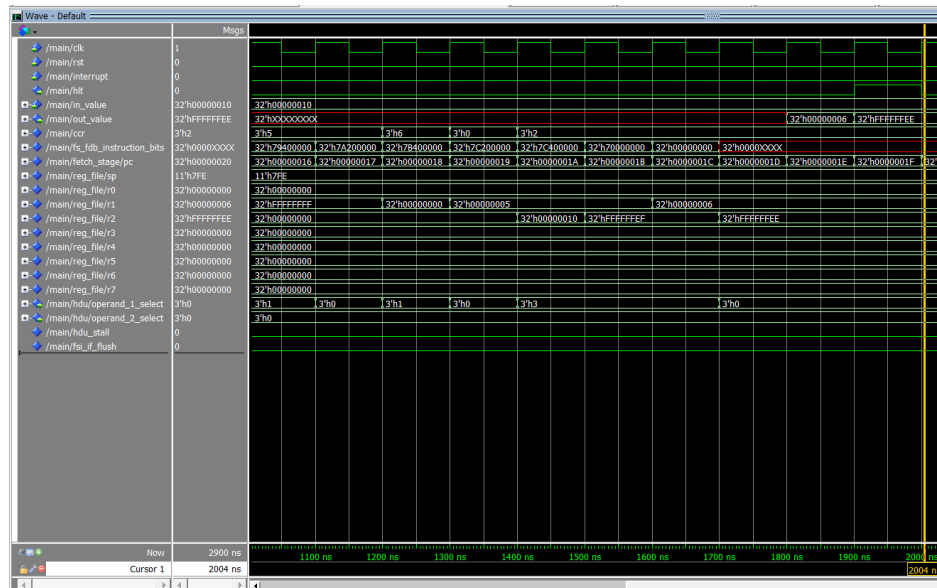 Wave - Default
Msgs
/main/clk 1
/main/rst 0
/main/interrupt 0
/main/hlt 0
/main/in_value 32'h00000010 32'h00000010
/main/out_value 32'hFFFFFFEE 32'hXXXXXXXX 32'h00000006 32'hFFFFFFEE
/main/ccr 3'h2 3'h5 3'h6 3'h0 3'h2
/main/fs_fdb_instruction_bits 32'h0000XXXX 32'h79400000 32'h7A200000 32'h7B400000 32'h7C200000 32'h7C400000 32'h70000000 32'h00000000 32'h0000XXXX
/main/fetch_stage/pc 32'h00000020 32'h00000016 32'h00000017 32'h00000018 32'h00000019 32'h0000001A 32'h0000001B 32'h0000001C 32'h0000001D 32'h0000001E 32'h0000001F
/main/reg_file/sp 11'h7FE 11'h7FE
/main/reg_file/r0 32'h00000000 32'h00000000
/main/reg_file/r1 32'h00000006 32'hFFFFFFFF 32'h00000000 32'h00000005 32'h00000006
/main/reg_file/r2 32'hFFFFFFEE 32'h00000000 32'h00000010 32'hFFFFFFEF 32'hFFFFFFEE
/main/reg_file/r3 32'h00000000 32'h00000000
/main/reg_file/r4 32'h00000000 32'h00000000
/main/reg_file/r5 32'h00000000 32'h00000000
/main/reg_file/r6 32'h00000000 32'h00000000
/main/reg_file/r7 32'h00000000 32'h00000000
/main/hdu/operand_1_select 3'h0 3'h1 3'h0 3'h1 3'h0 3'h3 3'h0
/main/hdu/operand_2_select 3'h0 3'h0
/main/hdu_stall 0
/main/fsi_if_flush 0
Now 2900 ns 1100 ns 1200 ns 1300 ns 1400 ns 1500 ns 1600 ns 1700 ns 1800 ns 1900 ns 2000 ns
Cursor 1 2004 ns 2004 n